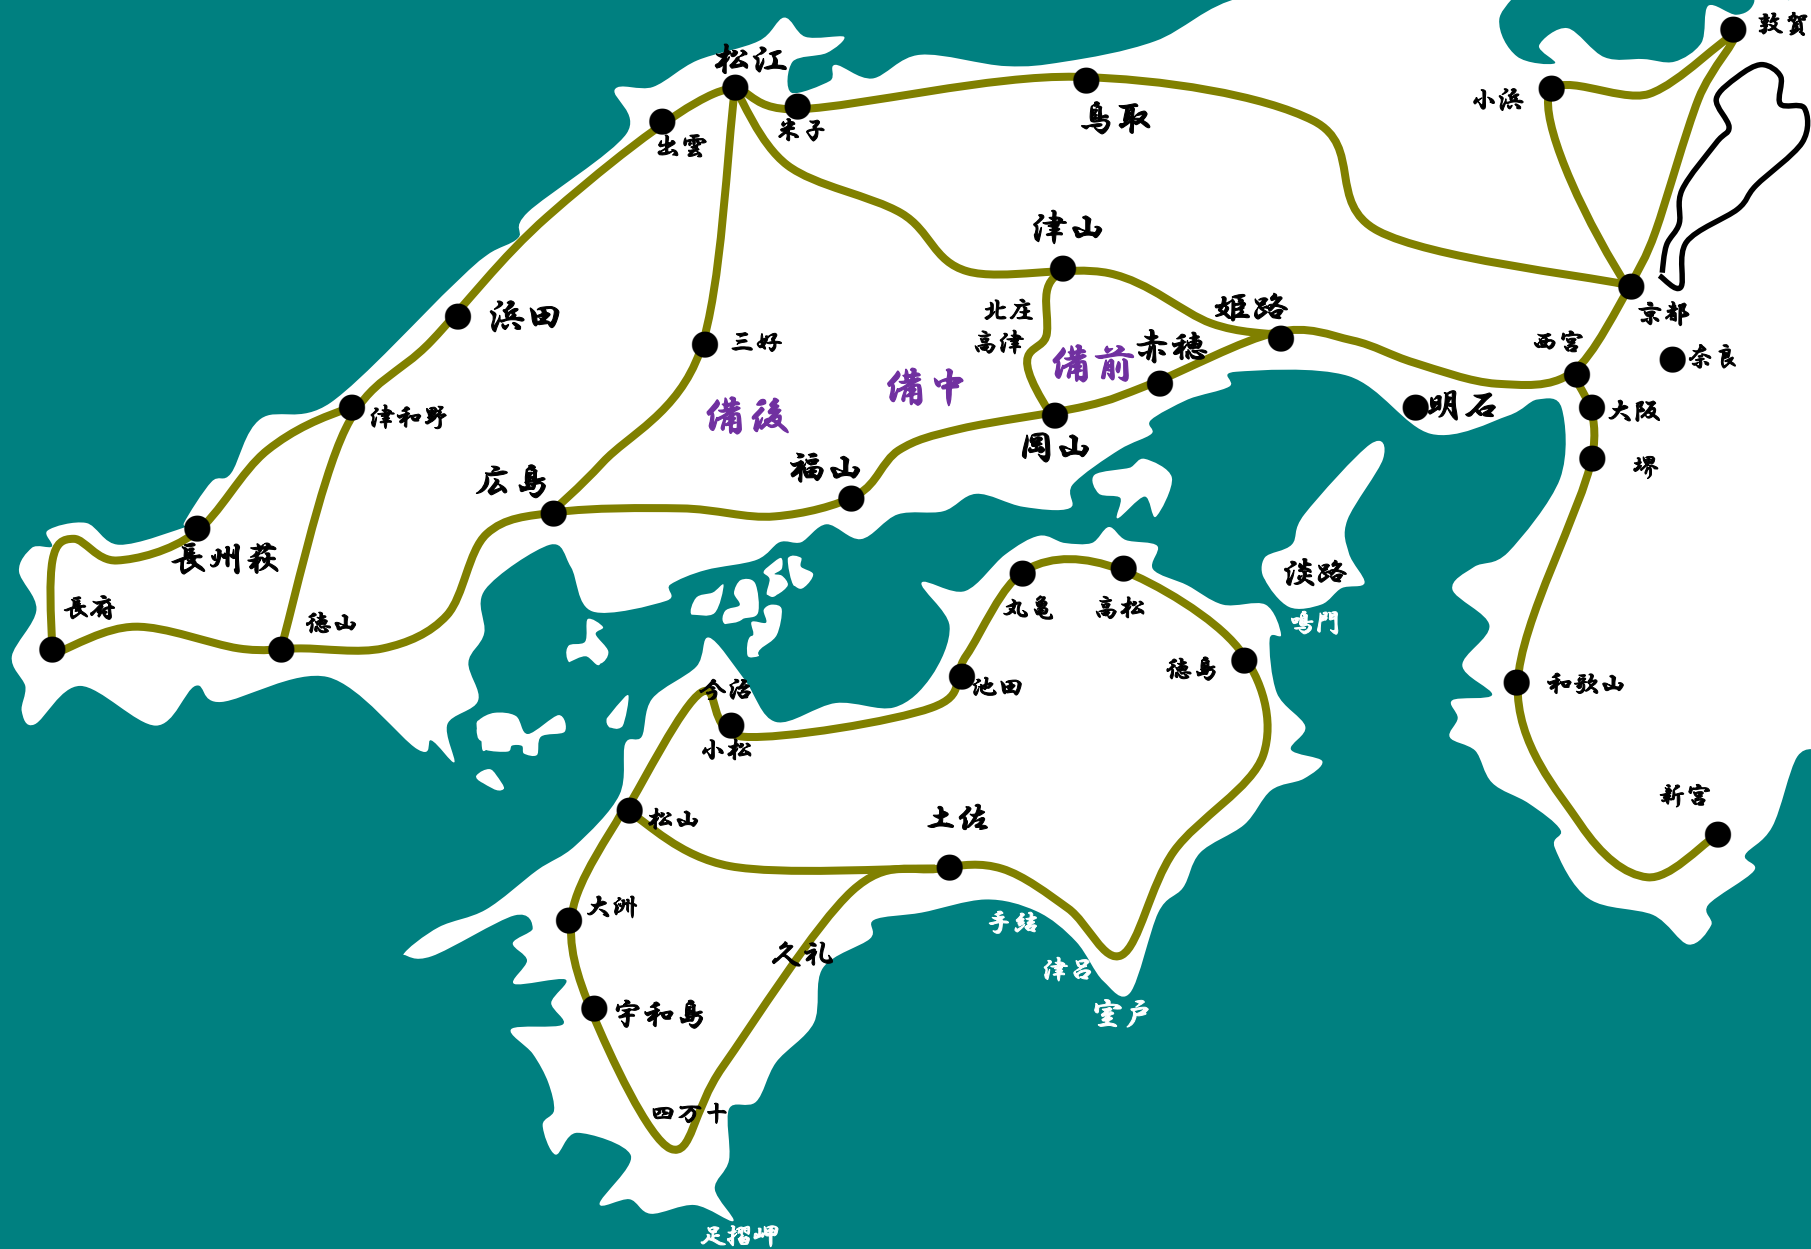 敦賀
松江
小浜
米子
鳥取
出雲
津山
北庄
高津
姫路
京都
浜田
三好
備前
赤穂
西宮
奈良
備中
備後
津和野
明石
大阪
岡山
広島
福山
堺
長州萩
淡路
長府
徳山
丸亀
高松
鳴門
徳島
今治
池田
和歌山
小松
松山
土佐
新宮
大洲
手結
久礼
津呂
宇和島
室戸
四万十
足摺岬